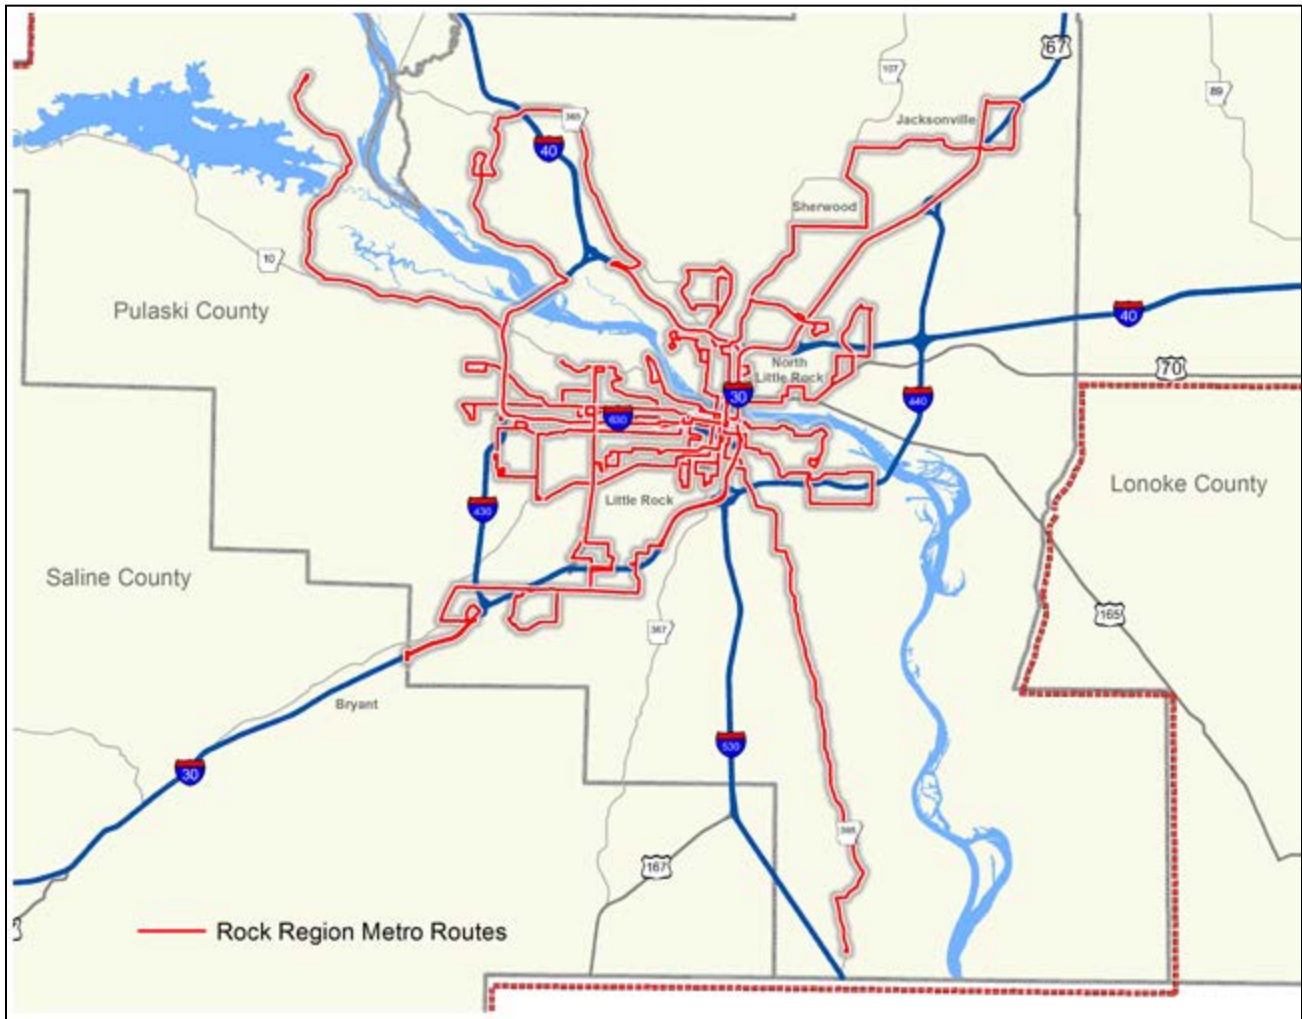 67
107
89
365
Jacksonville
40
Sherwood
10
Pulaski County
40
North
Little Rock
70
30
630
440
Little Rock
Lonoke County
430
Saline County
165
367
Bryant
530
30
365
167
Rock Region Metro Routes